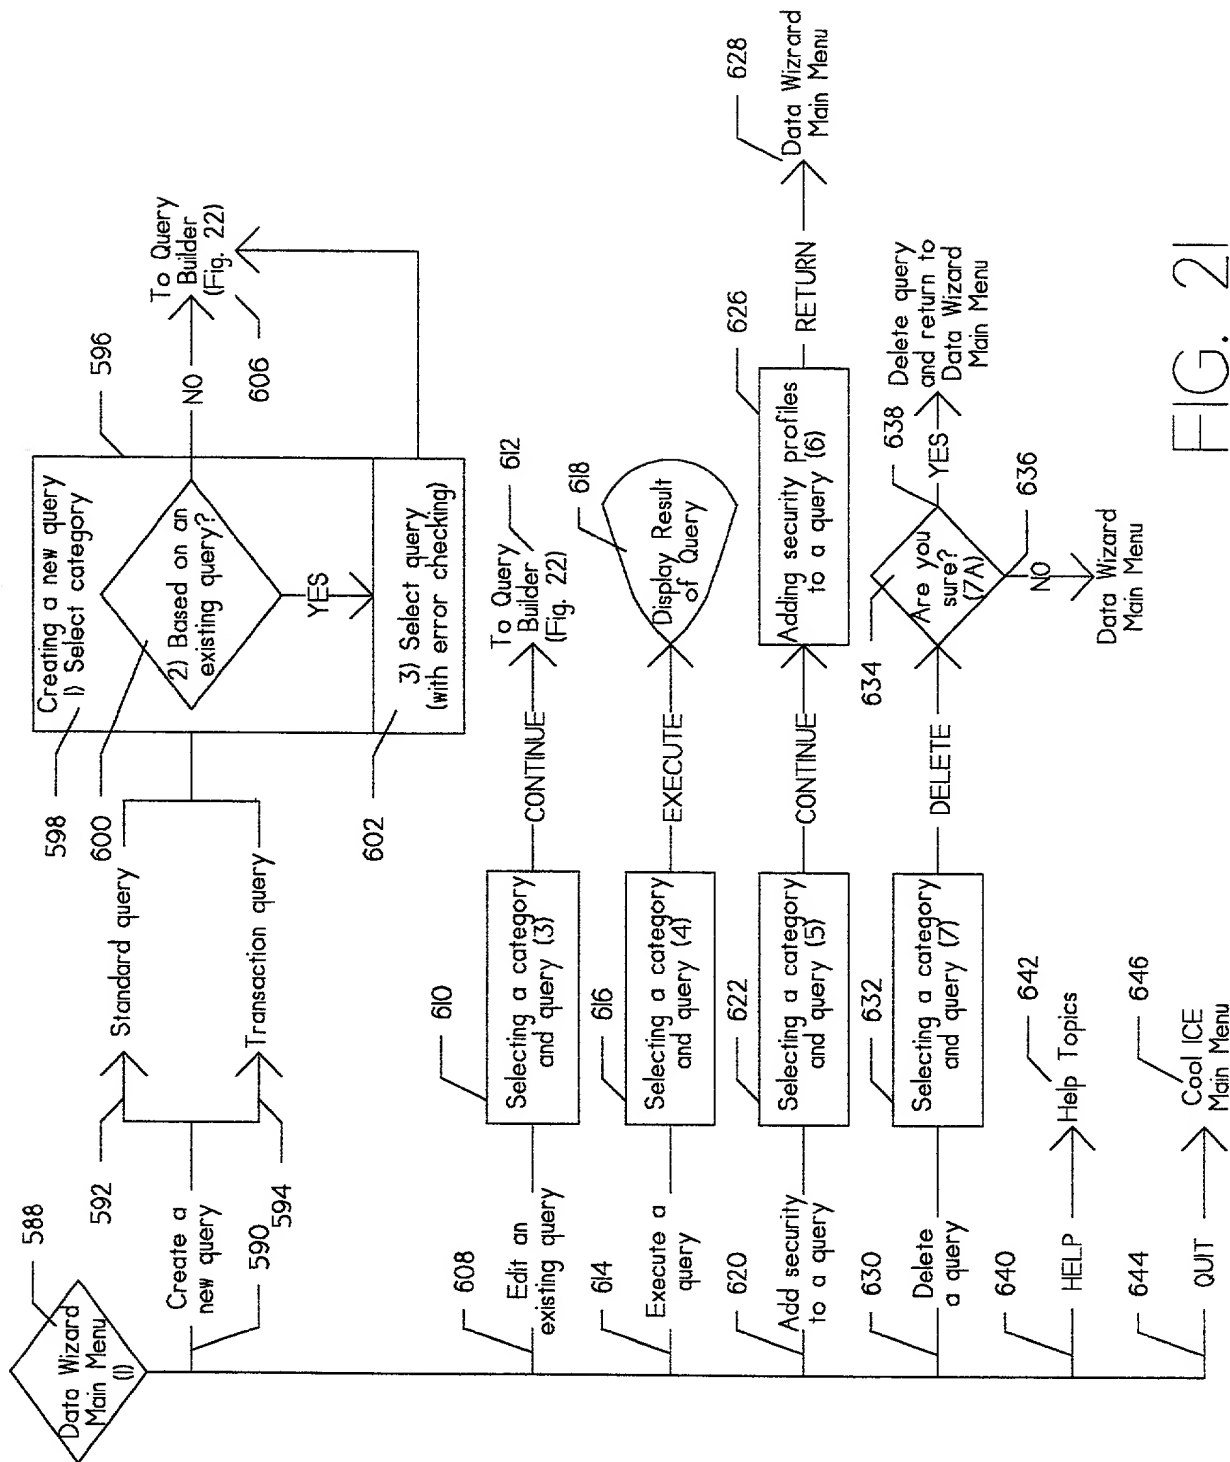 588
Data Wizard
Main Menu
(1)
Create a
new query
590
592
594
Standard query
Transaction query
596
Creating a new query
1) Select category
598
2) Based on an
existing query?
600
NO
To Query
Builder
(Fig. 22)
606
YES
3) Select query
(with error checking)
602
608
Edit an
existing query
610
Selecting a category
and query (3)
CONTINUE
To Query
Builder
(Fig. 22)
612
614
Execute a
query
616
Selecting a category
and query (4)
EXECUTE
618
Display Result
of Query
620
Add security
to a query
622
Selecting a category
and query (5)
CONTINUE
626
Adding security profiles
to a query (6)
RETURN
628
Data Wizrard
Main Menu
630
Delete
a query
632
Selecting a category
and query (7)
DELETE
634
Are you
sure?
(7A)
638
YES
Delete query
and return to
Data Wizard
Main Menu
636
NO
Data Wizard
Main Menu
640
HELP
642
Help Topics
644
QUIT
646
Cool ICE
Main Menu
FIG. 21